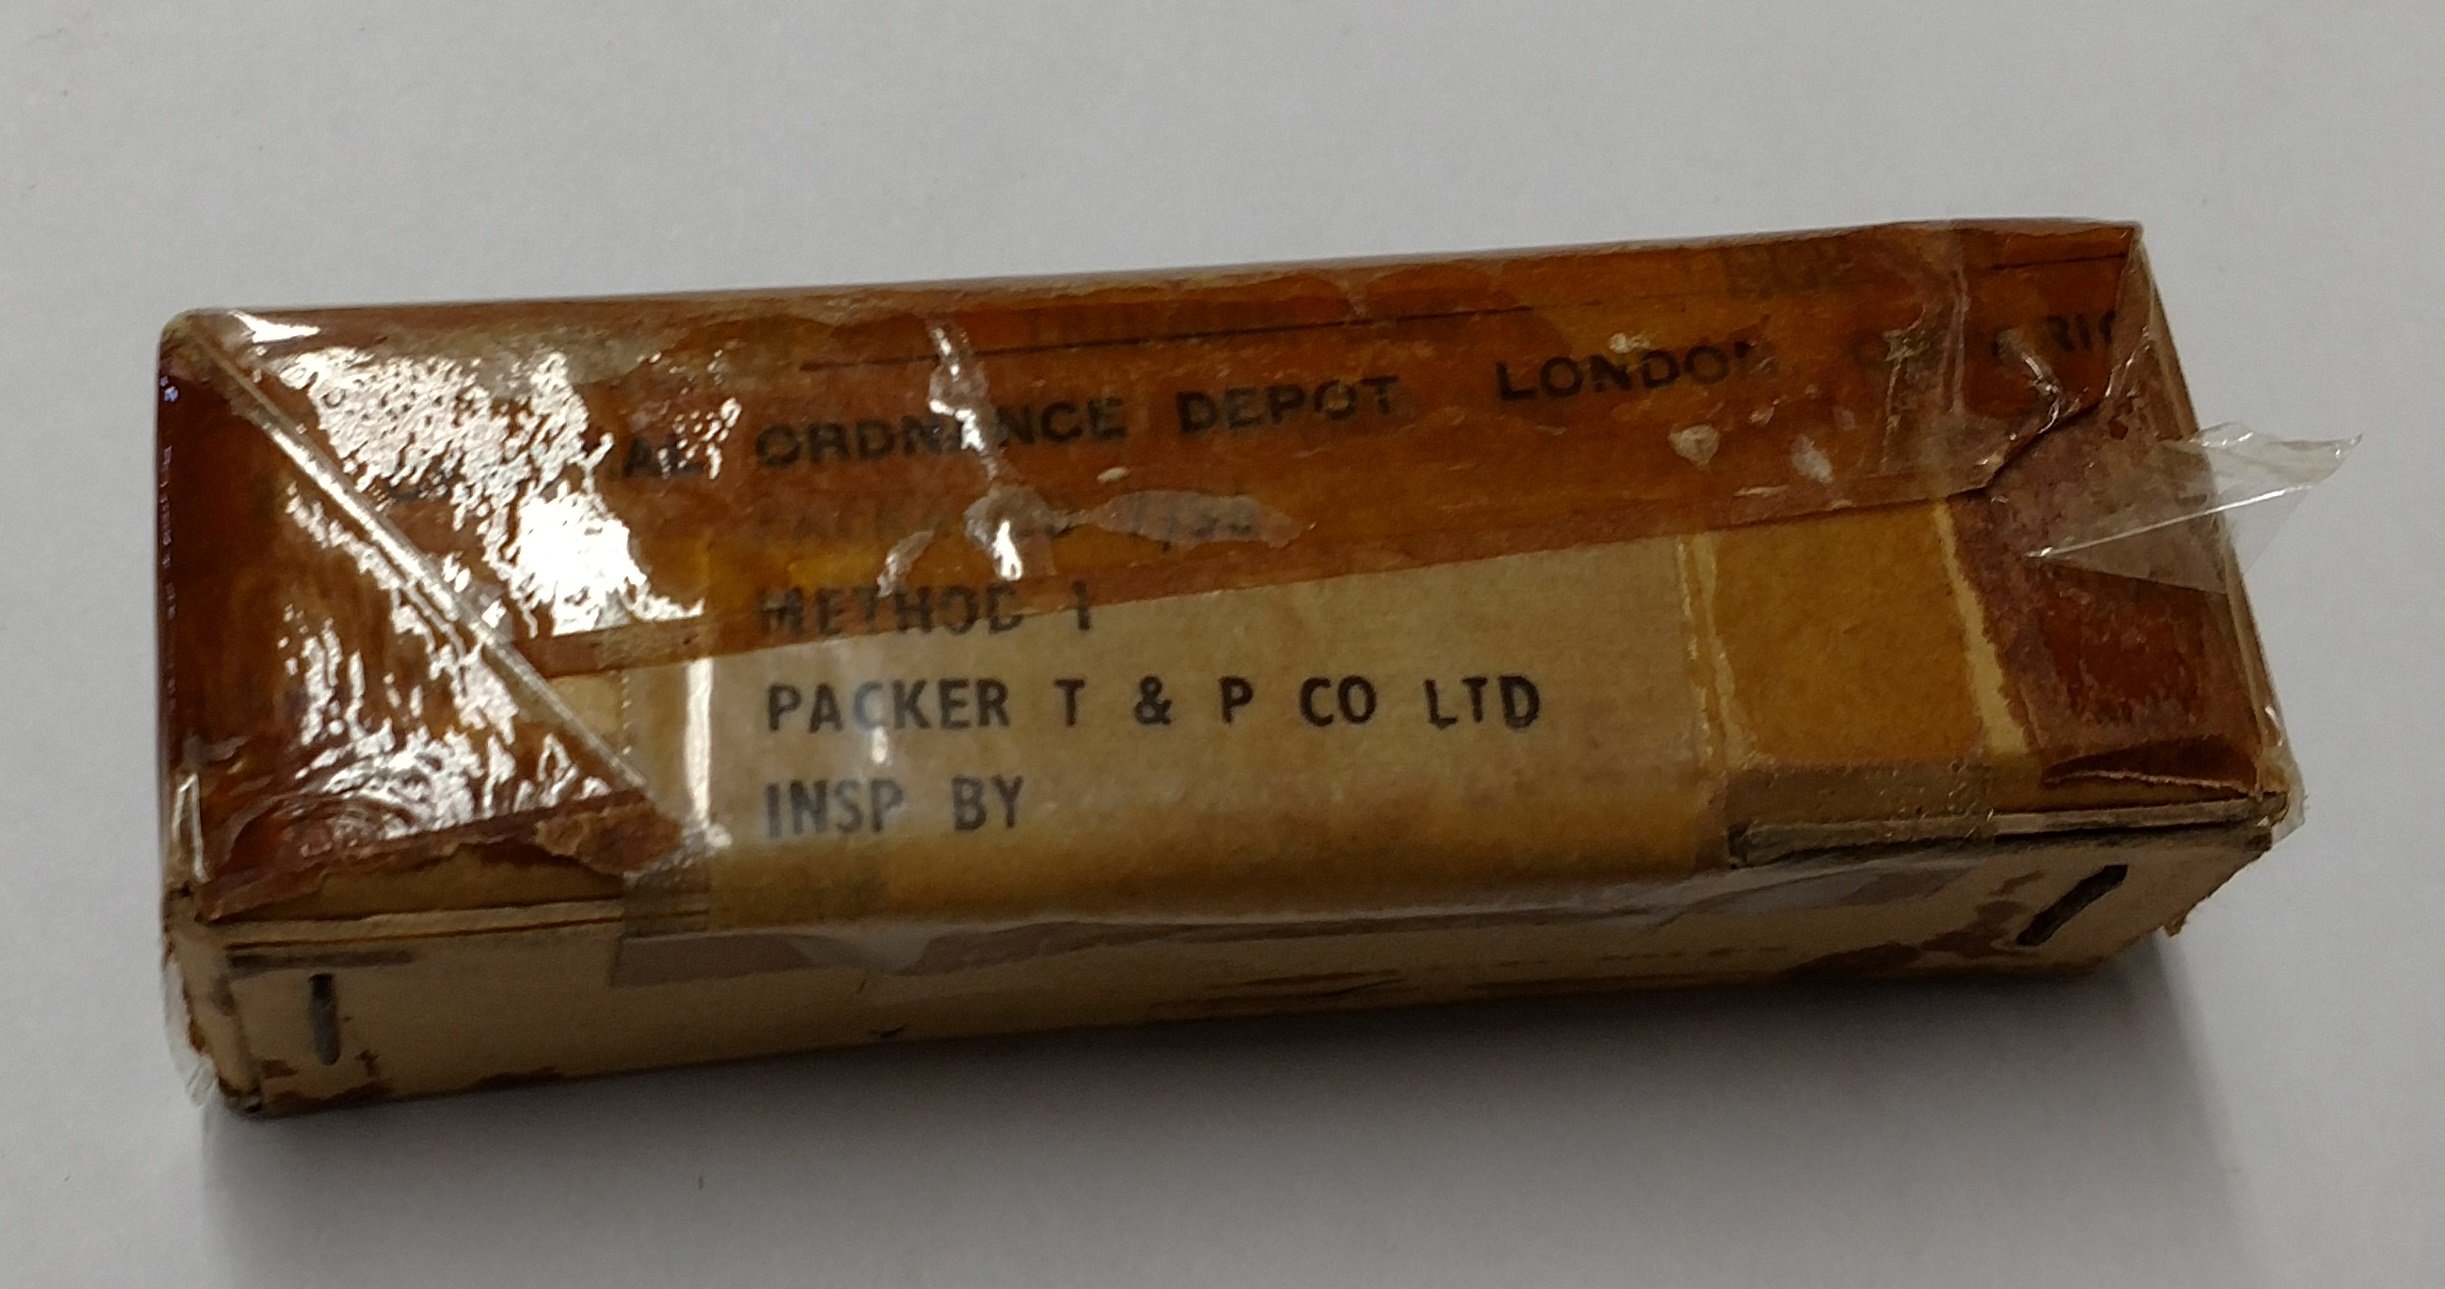 ORDNANCE DEPOT LONDON
METHOD 1
PACKER T & P CO LTD
INSP BY